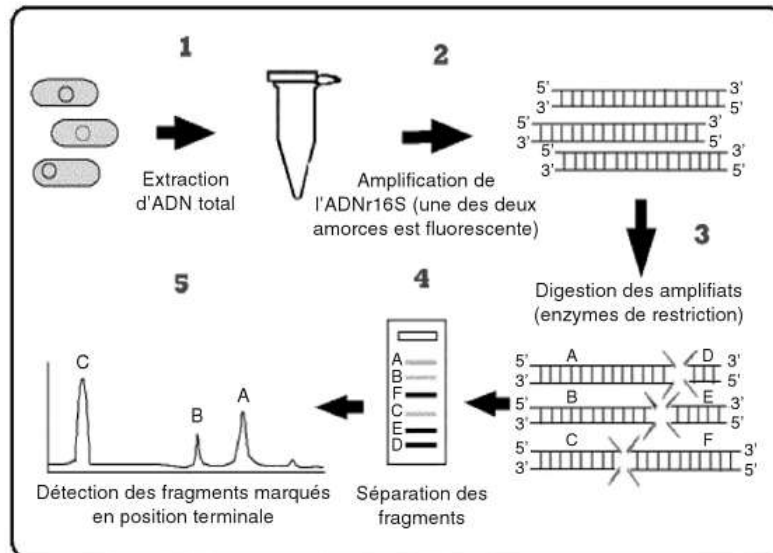 1
Extraction
d'ADN total
2
Amplification de
l'ADNr16S (une des deux
amorces est fluorescente)
5' 3'
3' 5'
5' 3'
3' 5'
5' 3'
3' 5'
3
Digestion des amplifiats
(enzymes de restriction)
5' A D 3'
3' 5'
5' B E 3'
3' 5'
5' C F 3'
3' 5'
4
A
B
F
C
E
D
Séparation des
fragments
5
C
B
A
Détection des fragments marqués
en position terminale